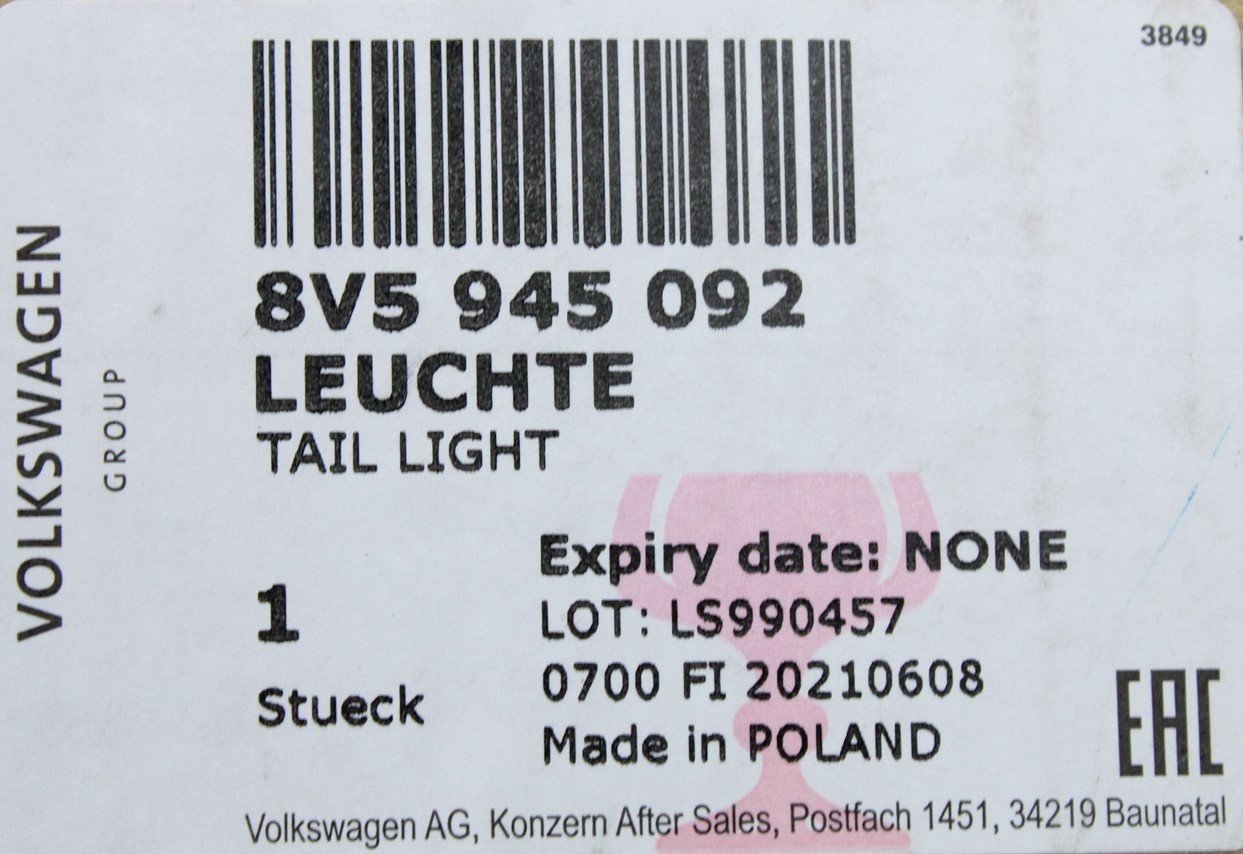 3849
VOLKSWAGEN
GROUP
8V5 945 092
LEUCHTE
TAIL LIGHT
Expiry date: NONE
1
LOT: LS990457
0700 FI 20210608
Stueck
Made in POLAND
EAC
Volkswagen AG, Konzern After Sales, Postfach 1451, 34219 Baunatal